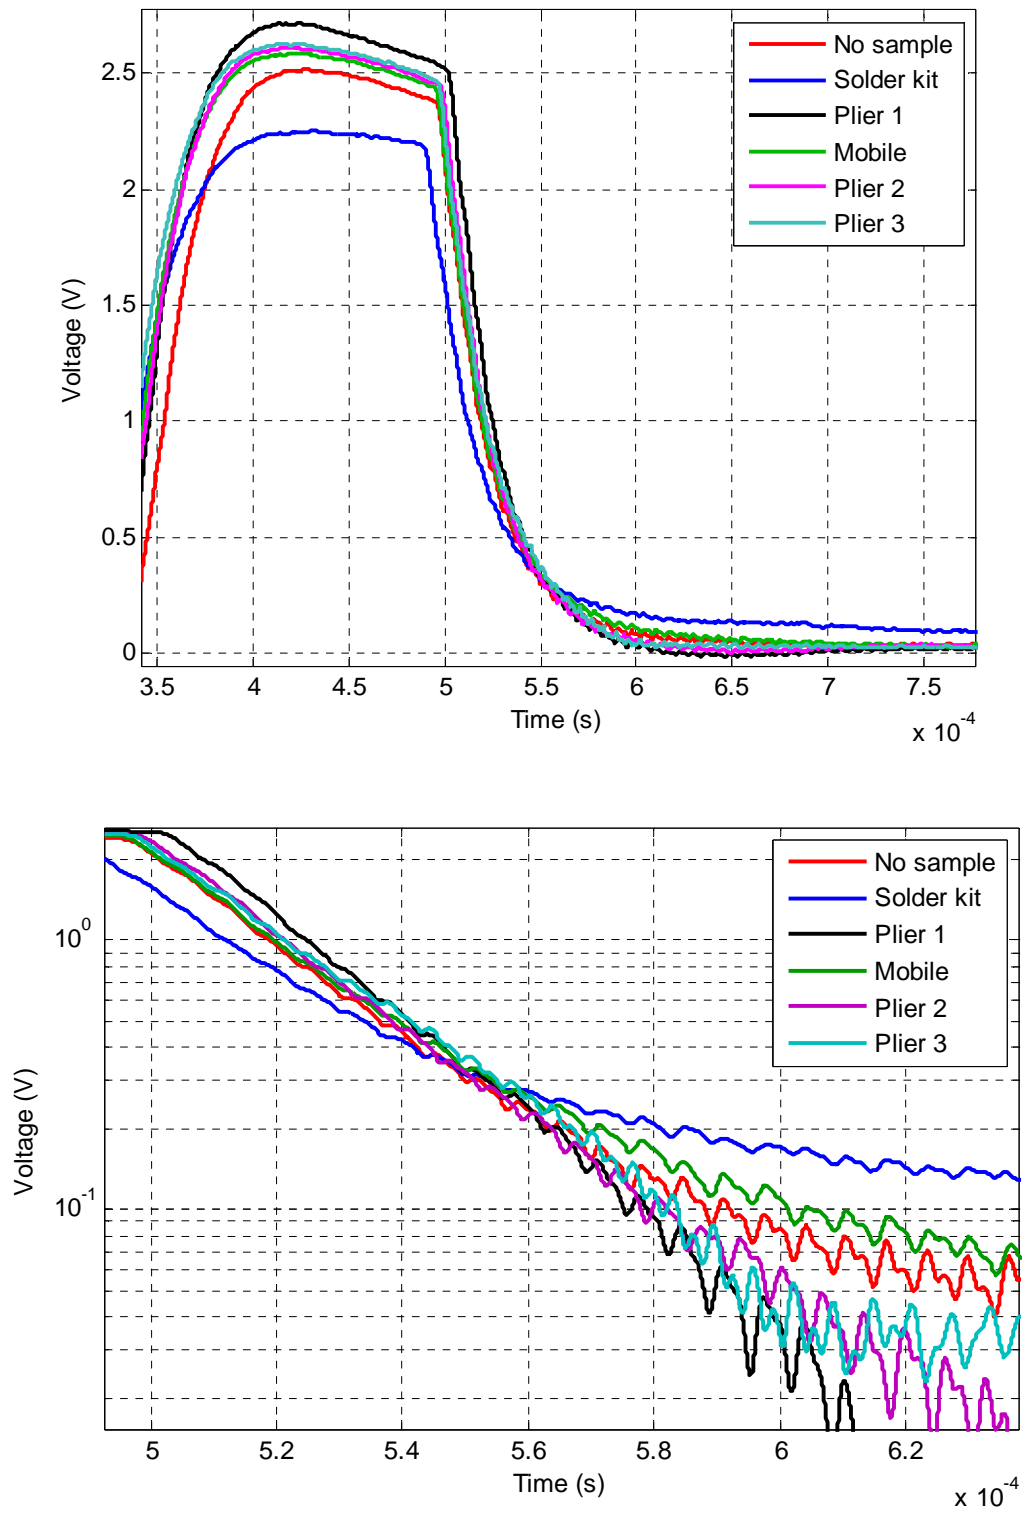 No sample
Solder kit
Plier 1
Mobile
Plier 2
Plier 3
2.5
2
1.5
1
0.5
0
Voltage (V)
3.5 4 4.5 5 5.5 6 6.5 7 7.5
Time (s)
x 10^-4
No sample
Solder kit
Plier 1
Mobile
Plier 2
Plier 3
10^0
10^-1
Voltage (V)
5 5.2 5.4 5.6 5.8 6 6.2
Time (s)
x 10^-4